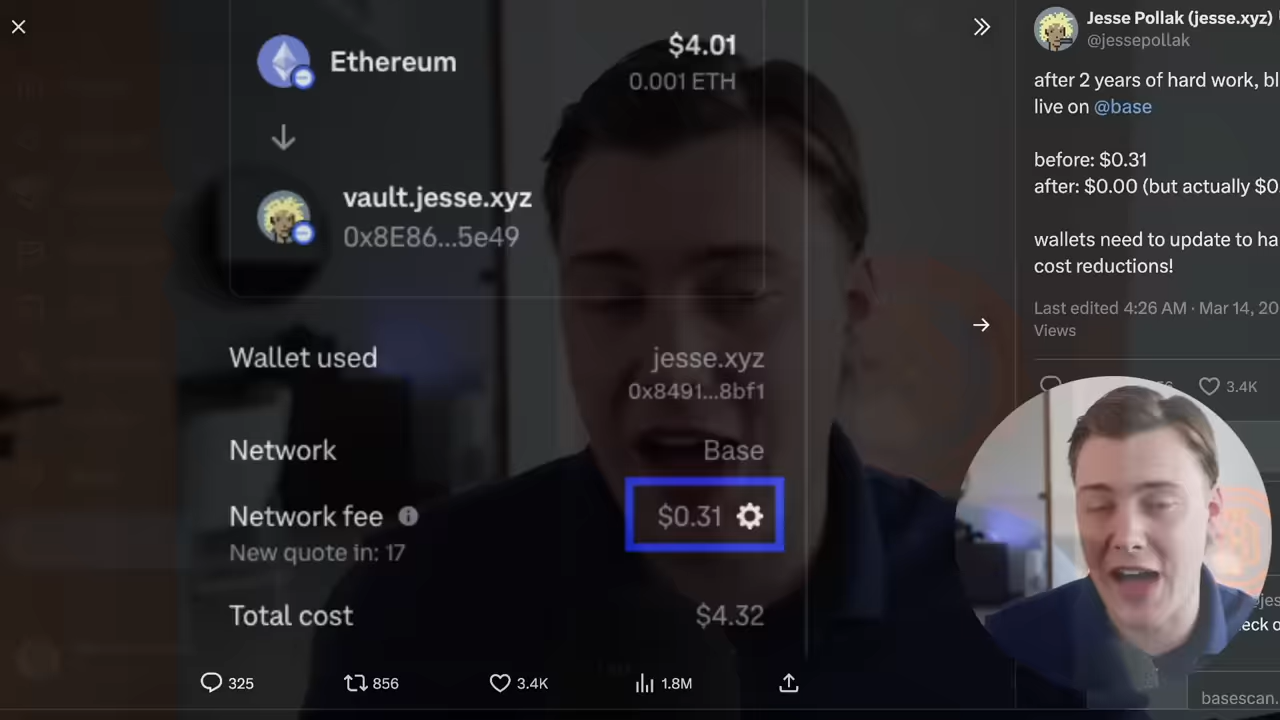 Ethereum
$4.01
0.001 ETH
vault.jesse.xyz
0x8E86...5e49
Wallet used
jesse.xyz
0x8491...8bf1
Network
Base
Network fee
$0.31
New quote in: 17
Total cost
$4.32
325
856
3.4K
1.8M
Jesse Pollak (jesse.xyz)
@jessepollak
after 2 years of hard work, bl
live on @base
before: $0.31
after: $0.00 (but actually $0
wallets need to update to ha
cost reductions!
Last edited 4:26 AM · Mar 14, 20
Views
3.4K
basescan.